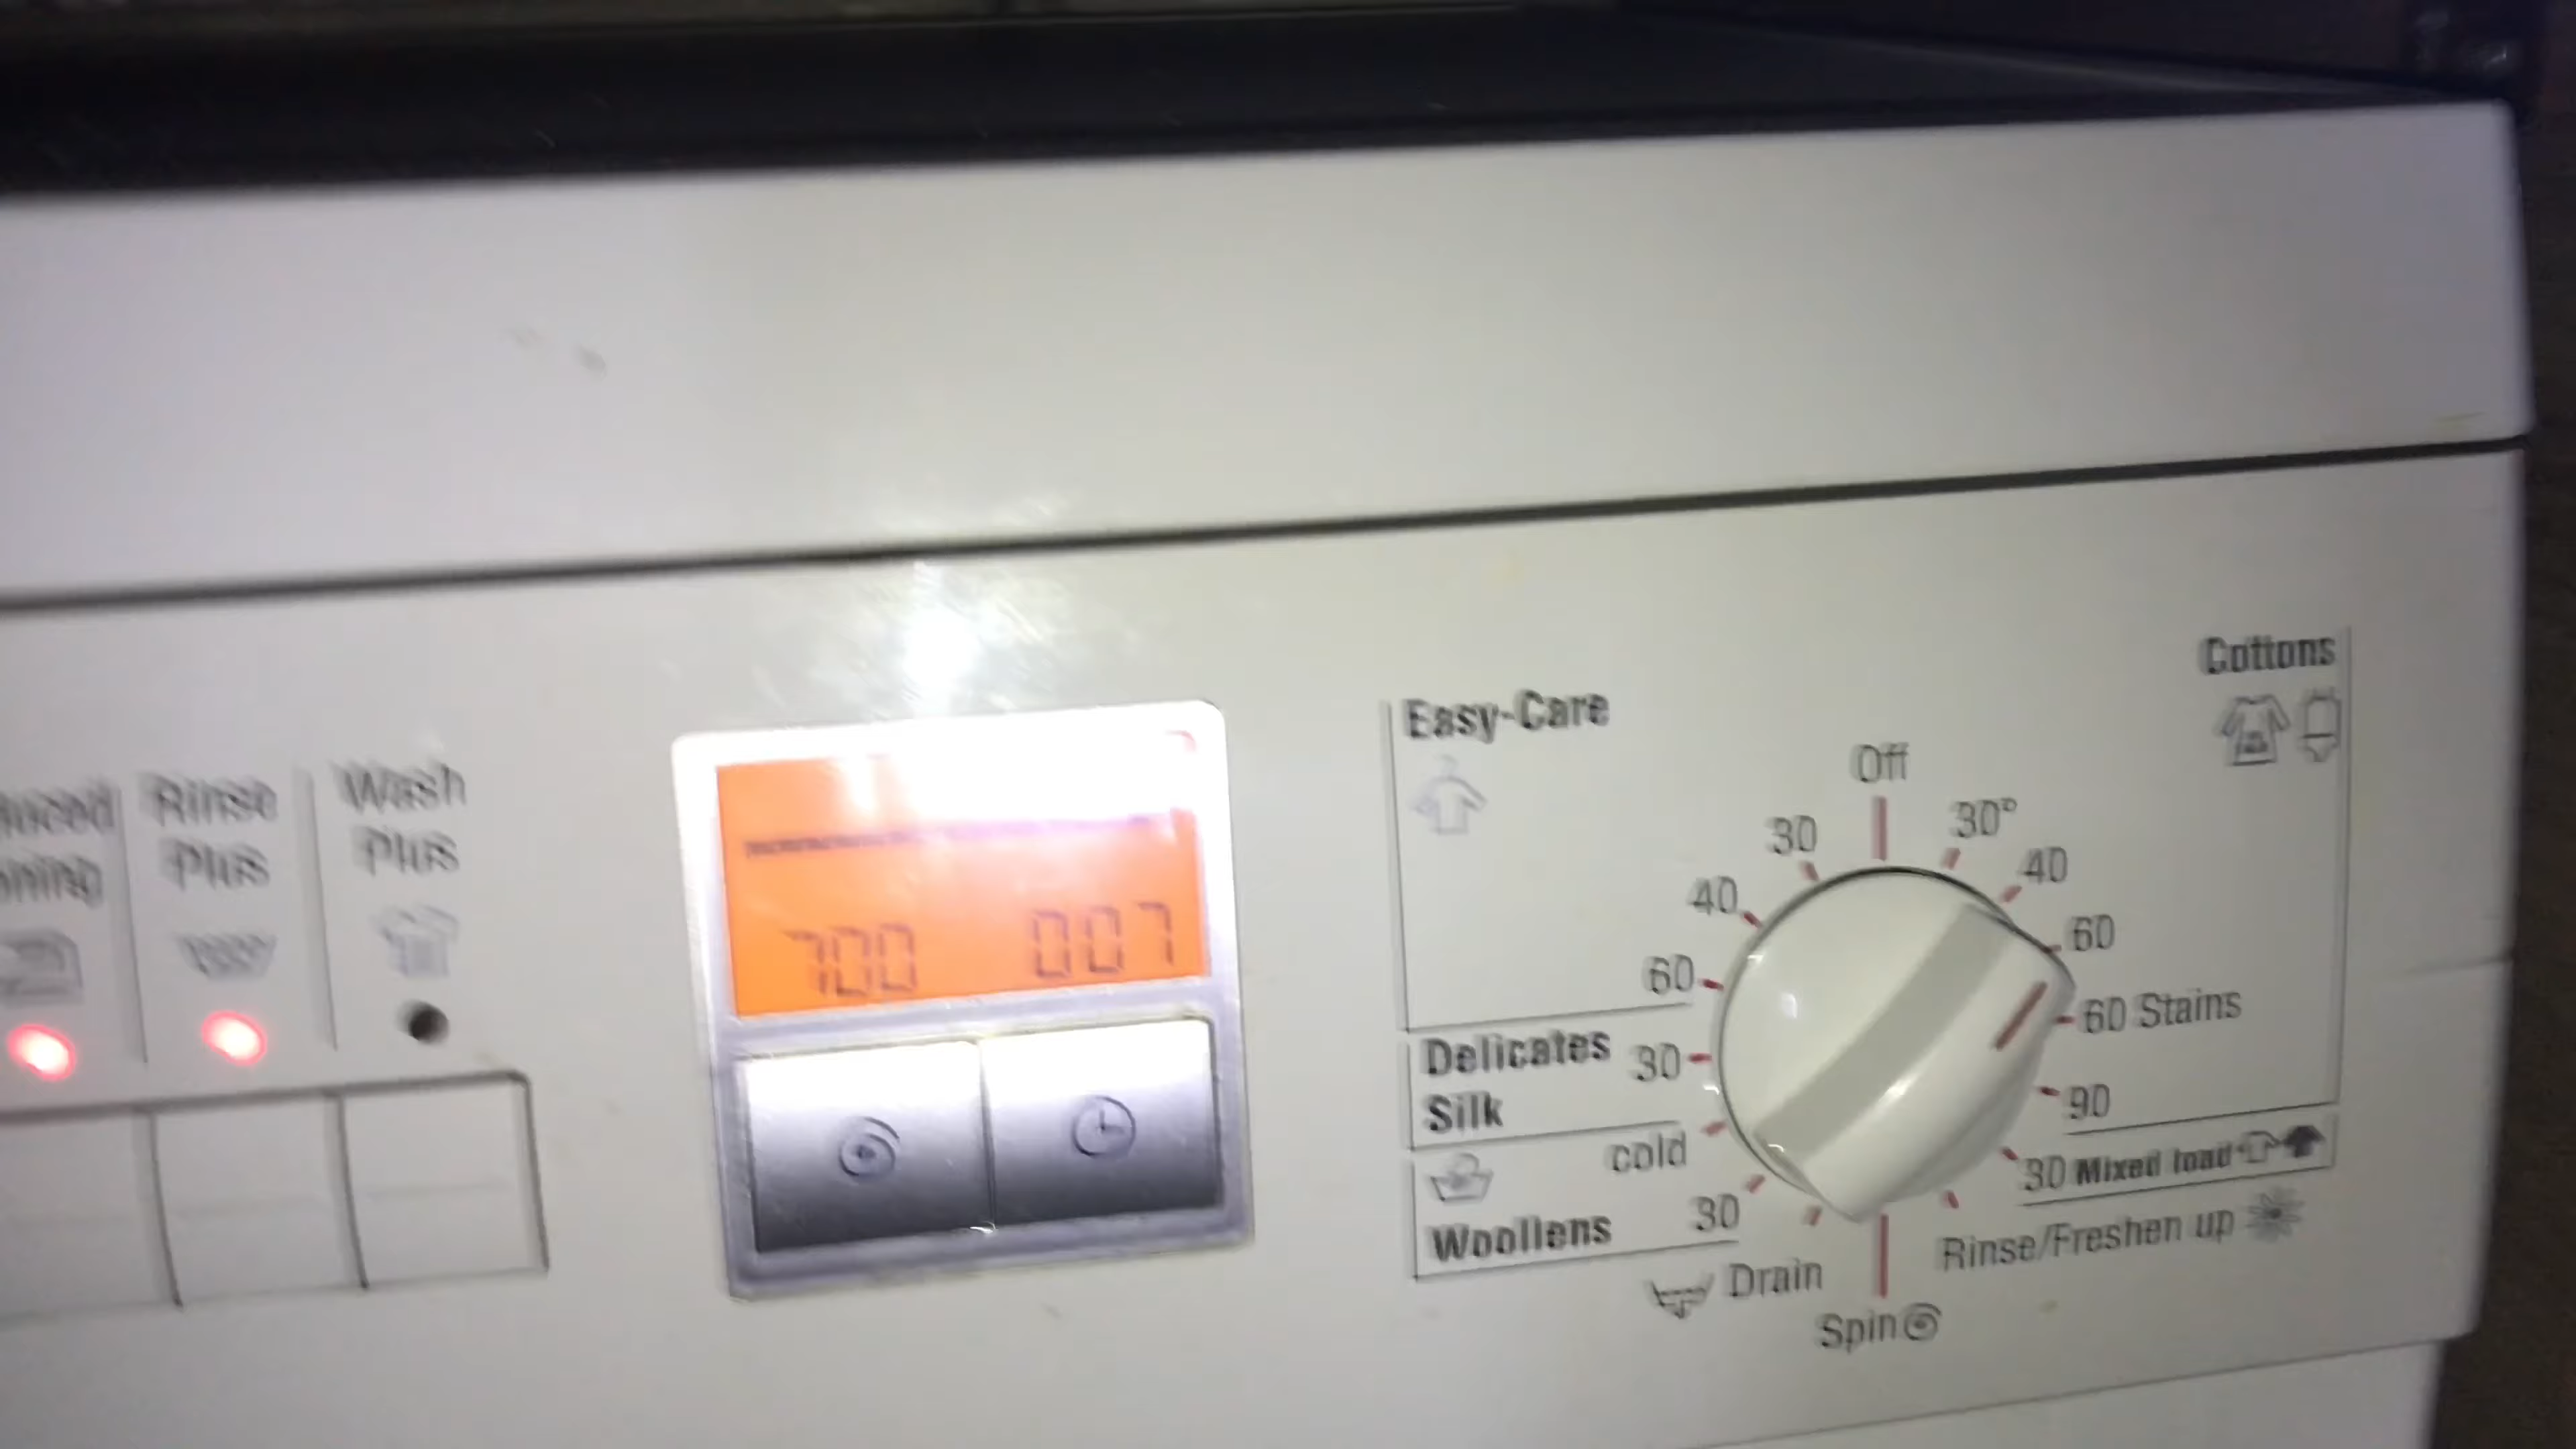 Rinse
Plus
Wash
Plus
700 007
Easy-Care
Cottons
Off
30
30°
40
40
60
60
60 Stains
Delicates
Silk
30
90
cold
30 Mixed load
Woollens
30
Rinse/Freshen up
Drain
Spin